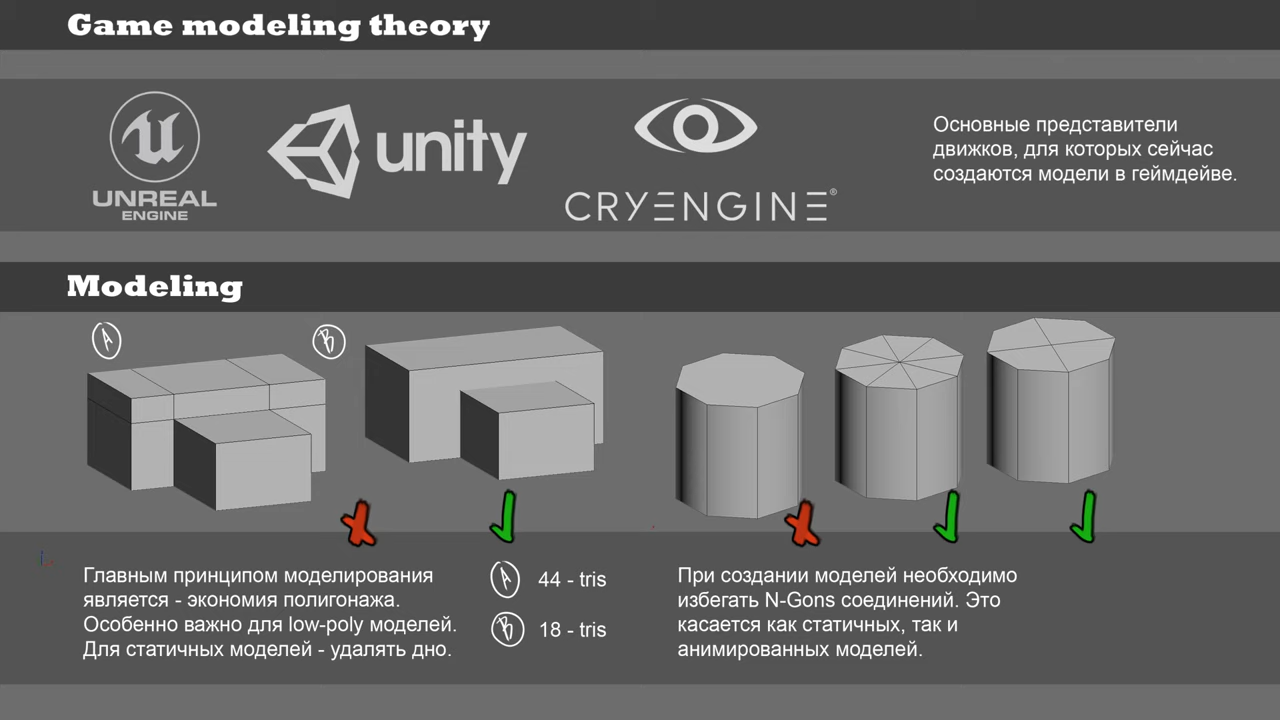 Game modeling theory
UNREAL
ENGINE
unity
CRYENGINE®
Основные представители
движков, для которых сейчас
создаются модели в геймдейве.
Modeling
A
B
Главным принципом моделирования
является - экономия полигонажа.
Особенно важно для low-poly моделей.
Для статичных моделей - удалять дно.
A 44 - tris
B 18 - tris
При создании моделей необходимо
избегать N-Gons соединений. Это
касается как статичных, так и
анимированных моделей.